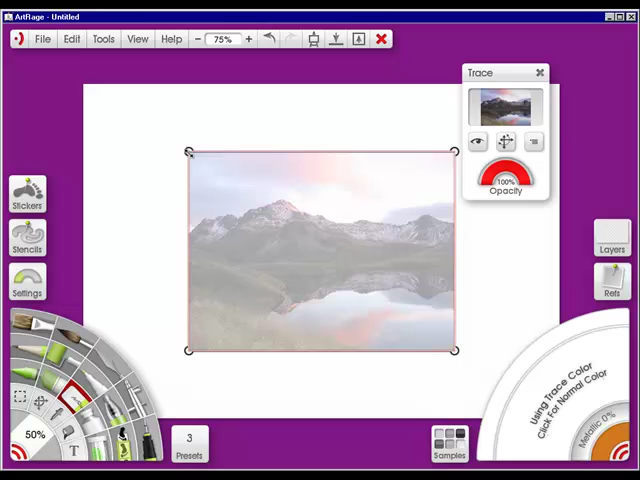 ArtRage - Untitled
File Edit Tools View Help − 75% +
Trace
100%
Opacity
Stickers
Stencils
Settings
Layers
Refs
Using Trace Color
Click For Normal Color
Metallic 0%
50%
T
3
Presets
Samples